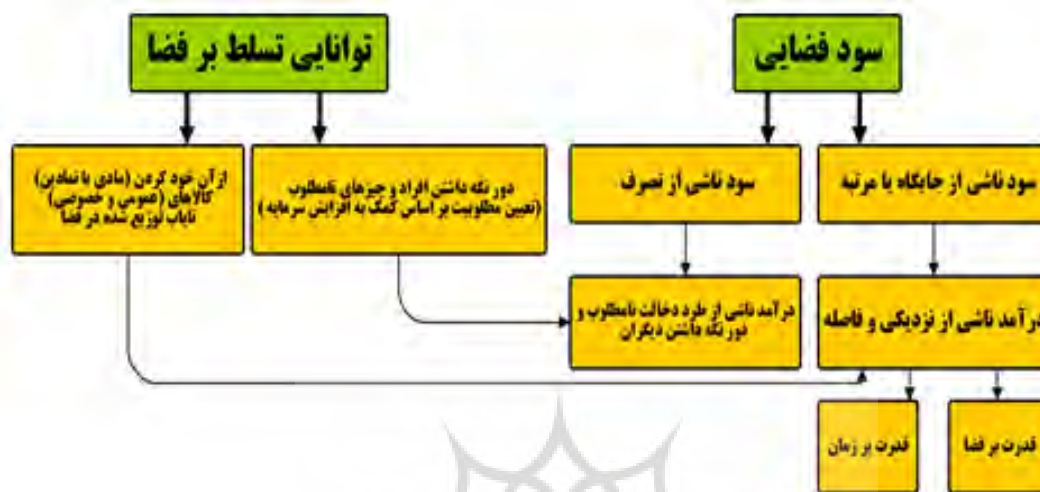 سود فضایی
توانایی تسلط بر فضا
سود ناشی از جایگاه یا مرتبه
سود ناشی از تصرف
دور نگه داشتن افراد و چیزهای نامطلوب
(تعیین مطلوبیت بر اساس کمک به افزایش سرمایه)
از آن خود کردن (مادی یا نمادین)
کالاهای (عمومی و خصوصی)
نایاب توزیع شده در فضا
درآمد ناشی از نزدیکی و فاصله
درآمد ناشی از طرد دخالت نامطلوب و
دور نگه داشتن دیگران
قدرت بر فضا
قدرت بر زمان